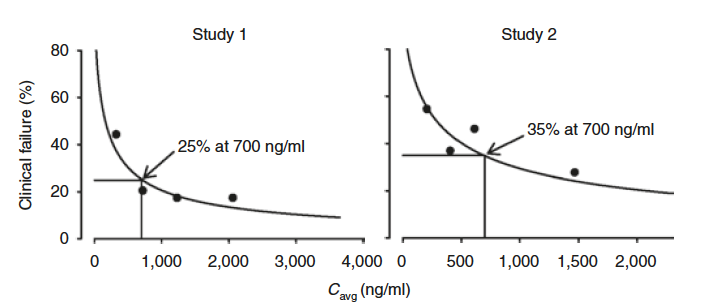 Study 1
Study 2
Clinical failure (%)
80
60
40
20
0
25% at 700 ng/ml
35% at 700 ng/ml
0 1,000 2,000 3,000 4,000
0 500 1,000 1,500 2,000
Cavg (ng/ml)